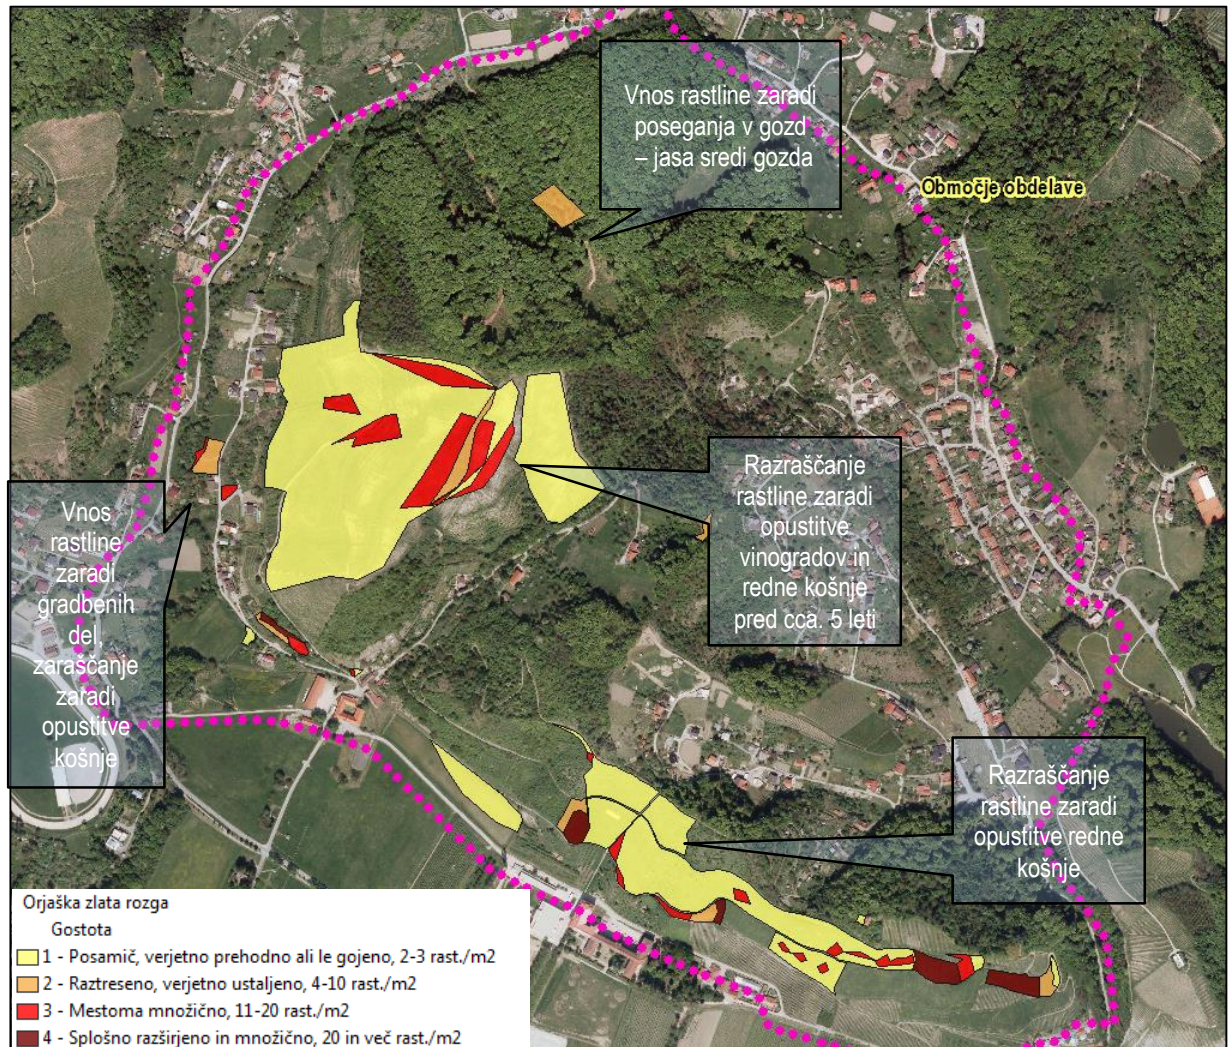 Vnos rastline zaradi
poseganja v gozd
– jasa sredi gozda
Območje obdelave
Razraščanje
rastline zaradi
opustitve
vinogradov in
redne košnje
pred cca. 5 leti
Vnos
rastline
zaradi
gradbenih
del,
zaraščanje
zaradi
opustitve
košnje
Razraščanje
rastline zaradi
opustitve redne
košnje
Orjaška zlata rozga
Gostota
1 - Posamič, verjetno prehodno ali le gojeno, 2-3 rast./m2
2 - Raztreseno, verjetno ustaljeno, 4-10 rast./m2
3 - Mestoma množično, 11-20 rast./m2
4 - Splošno razširjeno in množično, 20 in več rast./m2